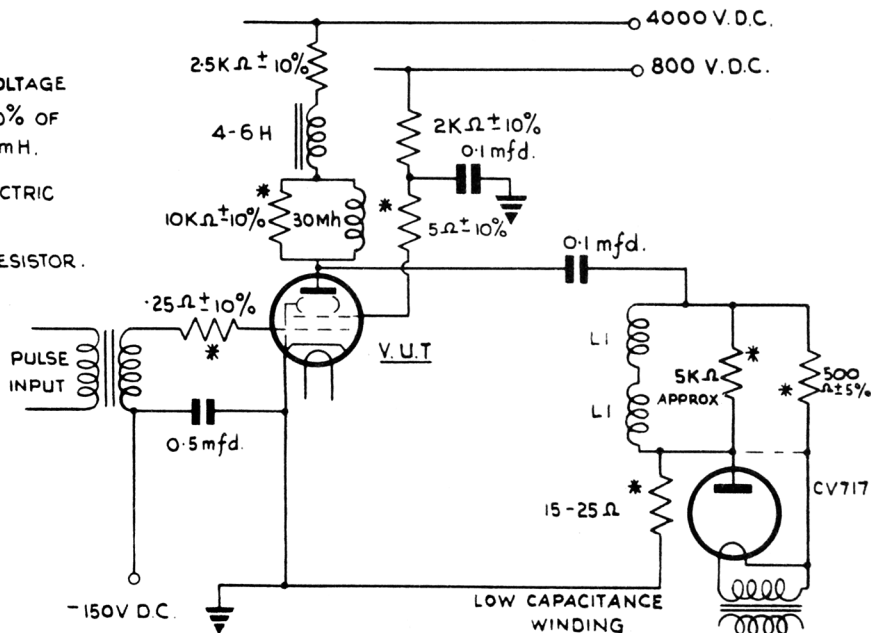 4000 V. D.C.
2·5K Ω ± 10%
800 V. D.C.
OLTAGE
0% OF
mH.
4-6 H
2K Ω ± 10%
0·1 mfd.
CTRIC
*
10KΩ ± 10%
30Mh
*
5Ω ± 10%
ESISTOR.
0·1 mfd.
·25Ω ± 10%
*
V. U.T
PULSE
INPUT
L1
L1
5KΩ
APPROX
*
500
Ω ± 5%
*
0·5 mfd.
CV717
15-25Ω
*
-150V D.C.
LOW CAPACITANCE
WINDING